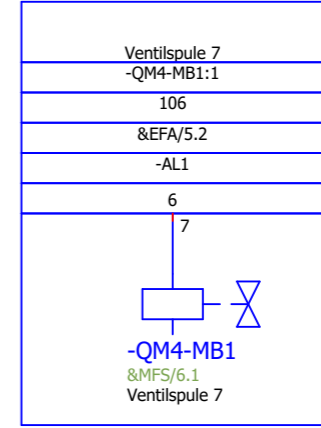 Ventilspule 7
-QM4-MB1:1
106
&EFA/5.2
-AL1
6
7
-QM4-MB1
&MFS/6.1
Ventilspule 7